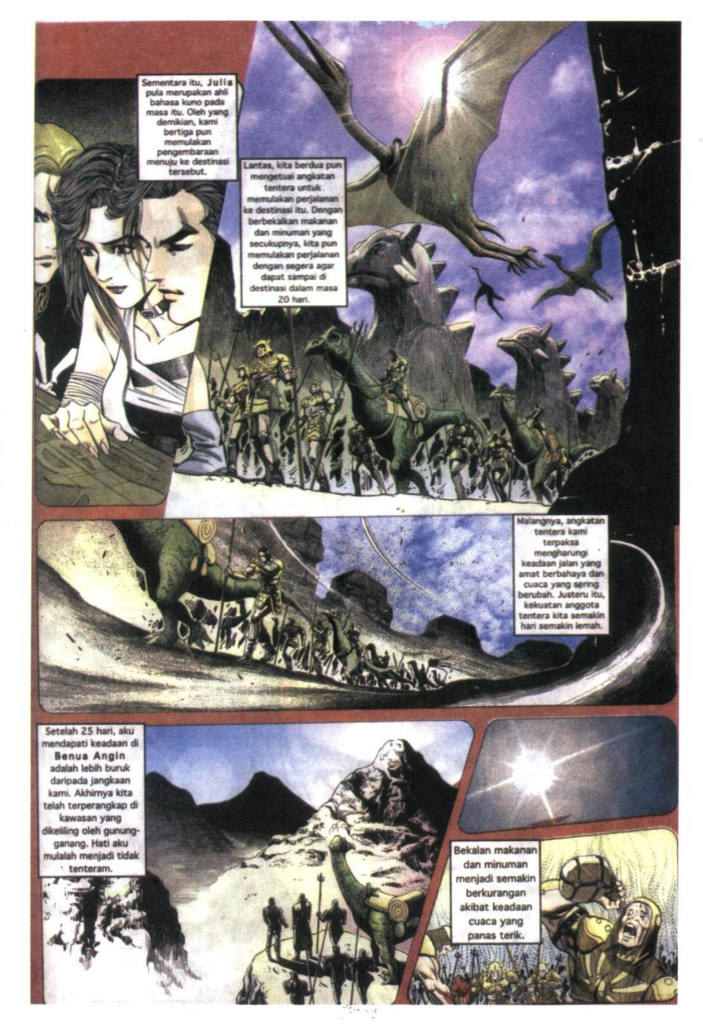 Sementara itu, Julia
pula merupakan ahli
bahasa kuno pada
masa itu. Oleh yang
demikian, kami
bertiga pun
memulakan
pengembaraan
menuju ke destinasi
tersebut.
Lantas, kita berdua pun
mengetuai angkatan
tentera untuk
memulakan perjalanan
ke destinasi itu. Dengan
berbekalkan makanan
dan minuman yang
secukupnya, kita pun
memulakan perjalanan
dengan segera agar
dapat sampai di
destinasi dalam masa
20 hari.
Malangnya, angkatan
tentera kami
terpaksa
mengharungi
keadaan jalan yang
amat berbahaya dan
cuaca yang sering
berubah. Justeru itu,
kekuatan anggota
tentera kita semakin
hari semakin lemah.
Setelah 25 hari, aku
mendapati keadaan di
Benua Angin
adalah lebih buruk
daripada jangkaan
kami. Akhirnya kita
telah terperangkap di
kawasan yang
dikeliling oleh gunung-
ganang. Hati aku
mulalah menjadi tidak
tenteram.
Bekalan makanan
dan minuman
menjadi semakin
berkurangan
akibat keadaan
cuaca yang
panas terik.